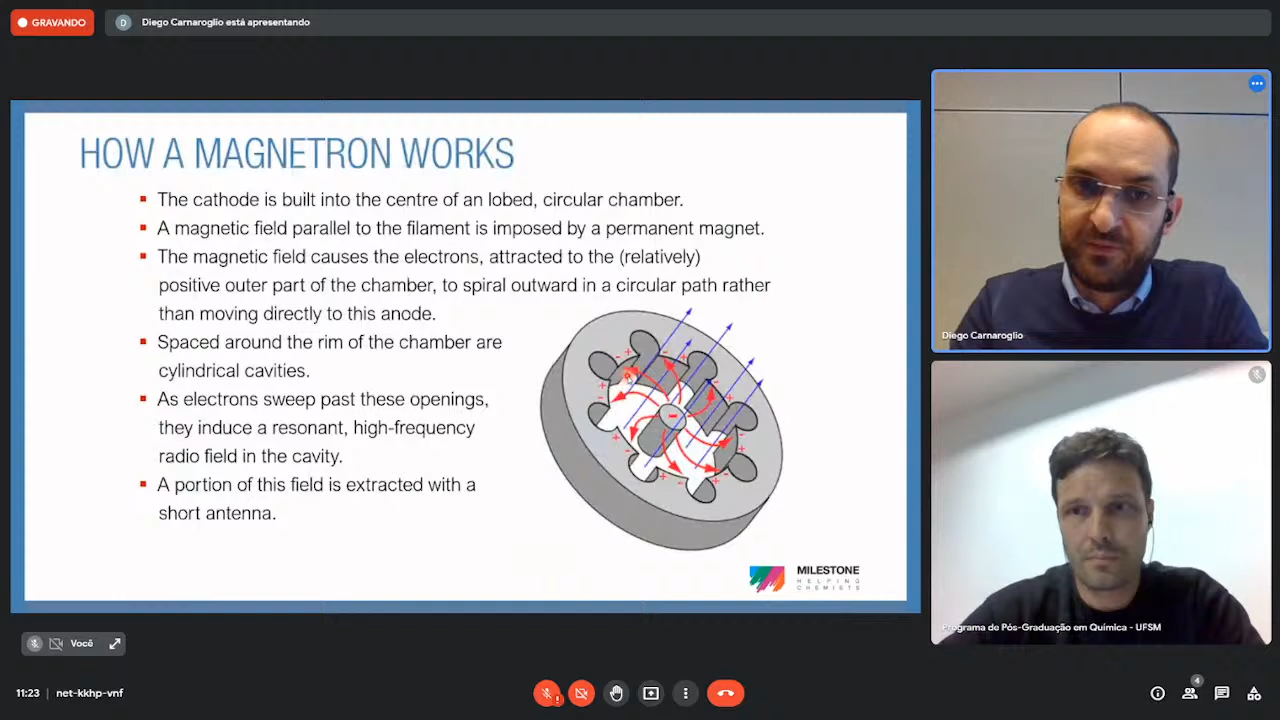 GRAVANDO
D
Diego Carnaroglio está apresentando
HOW A MAGNETRON WORKS
The cathode is built into the centre of an lobed, circular chamber.
A magnetic field parallel to the filament is imposed by a permanent magnet.
The magnetic field causes the electrons, attracted to the (relatively)
positive outer part of the chamber, to spiral outward in a circular path rather
than moving directly to this anode.
Spaced around the rim of the chamber are
cylindrical cavities.
As electrons sweep past these openings,
they induce a resonant, high-frequency
radio field in the cavity.
A portion of this field is extracted with a
short antenna.
MILESTONE
HELPING
CHEMISTS
Diego Carnaroglio
Programa de Pós-Graduação em Química - UFSM
Você
11:23 | net-kkhp-vnf
4